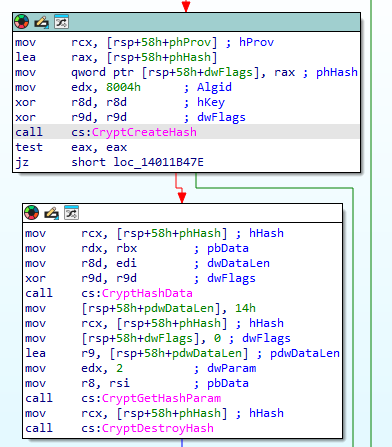 mov rcx, [rsp+58h+phProv] ; hProv
lea rax, [rsp+58h+phHash]
mov qword ptr [rsp+58h+dwFlags], rax ; phHash
mov edx, 8004h ; Algid
xor r8d, r8d ; hKey
xor r9d, r9d ; dwFlags
call cs:CryptCreateHash
test eax, eax
jz short loc_14011B47E
mov rcx, [rsp+58h+phHash] ; hHash
mov rdx, rbx ; pbData
mov r8d, edi ; dwDataLen
xor r9d, r9d ; dwFlags
call cs:CryptHashData
mov [rsp+58h+pdwDataLen], 14h
mov rcx, [rsp+58h+phHash] ; hHash
mov [rsp+58h+dwFlags], 0 ; dwFlags
lea r9, [rsp+58h+pdwDataLen] ; pdwDataLen
mov edx, 2 ; dwParam
mov r8, rsi ; pbData
call cs:CryptGetHashParam
mov rcx, [rsp+58h+phHash] ; hHash
call cs:CryptDestroyHash